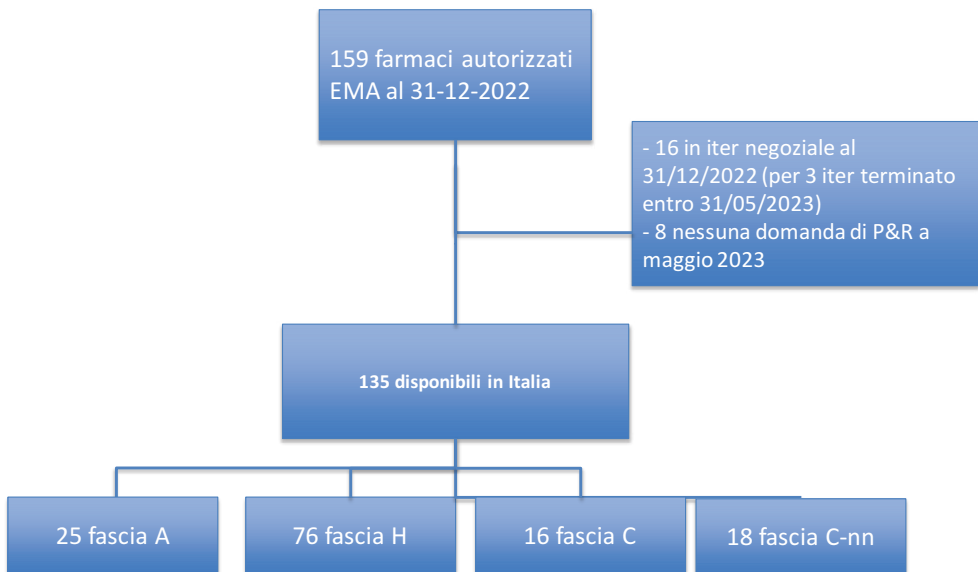 159 farmaci autorizzati
EMA al 31-12-2022
- 16 in iter negoziale al
31/12/2022 (per 3 iter terminato
entro 31/05/2023)
- 8 nessuna domanda di P&R a
maggio 2023
135 disponibili in Italia
25 fascia A
76 fascia H
16 fascia C
18 fascia C-nn